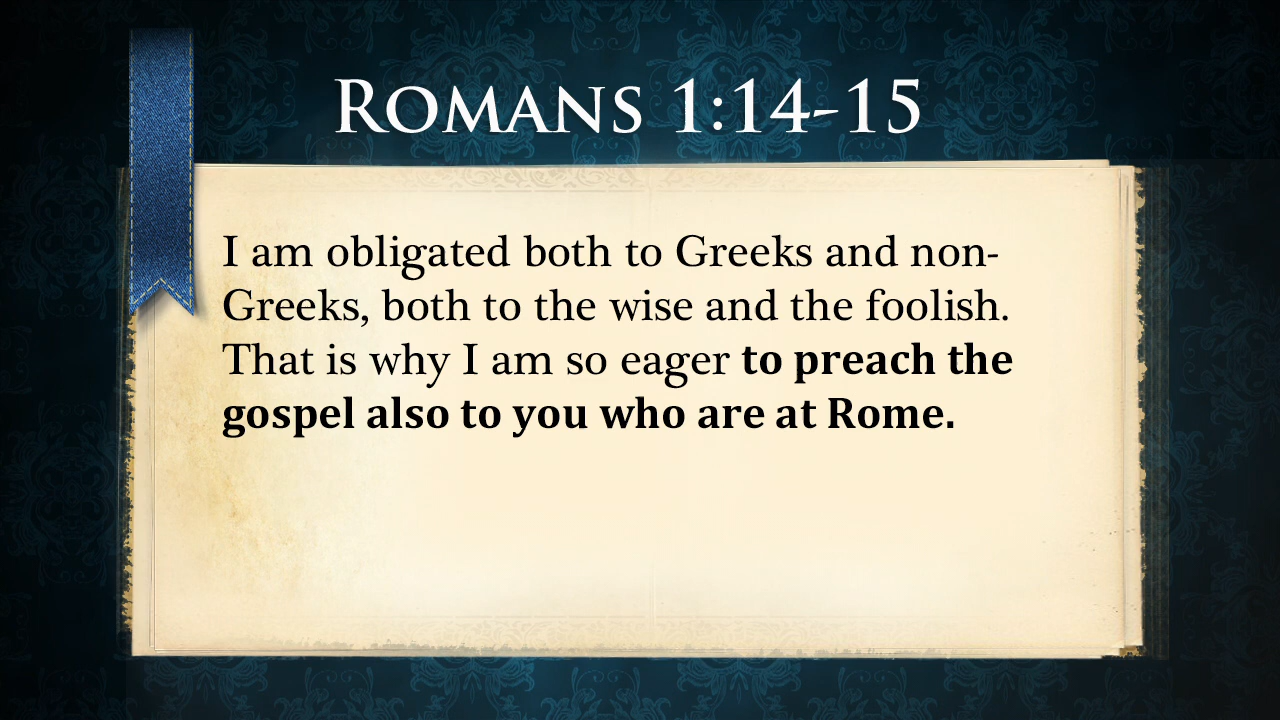 Romans 1:14-15
I am obligated both to Greeks and non-
Greeks, both to the wise and the foolish.
That is why I am so eager to preach the
gospel also to you who are at Rome.